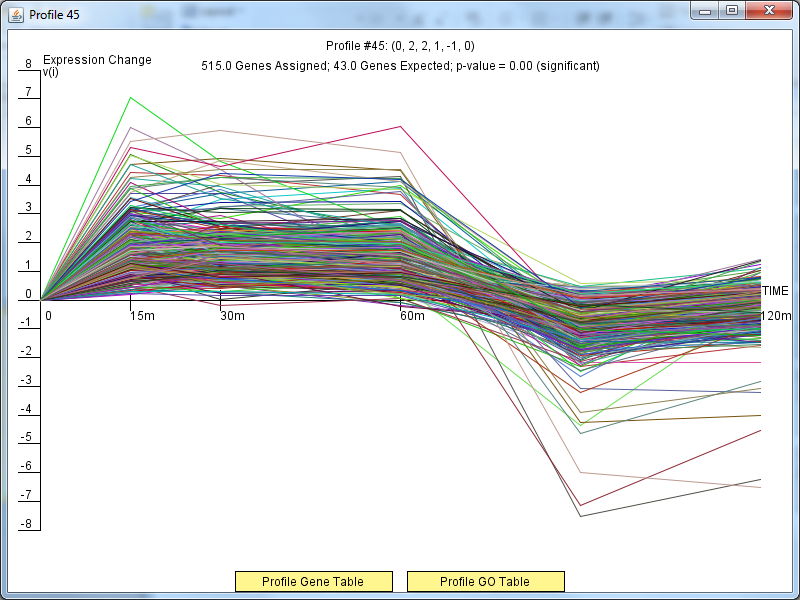 Profile 45
Profile #45: (0, 2, 2, 1, -1, 0)
515.0 Genes Assigned; 43.0 Genes Expected; p-value = 0.00 (significant)
Expression Change
v(i)
8
7
6
5
4
3
2
1
0
-1
-2
-3
-4
-5
-6
-7
-8
TIME
0 15m 30m 60m 120m
Profile Gene Table Profile GO Table